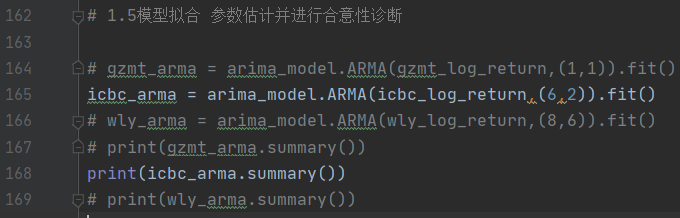 162 # 1.5模型拟合 参数估计并进行合意性诊断
163
164 # gzmt_arma = arima_model.ARMA(gzmt_log_return,(1,1)).fit()
165 icbc_arma = arima_model.ARMA(icbc_log_return,(6,2)).fit()
166 # wly_arma = arima_model.ARMA(wly_log_return,(8,6)).fit()
167 # print(gzmt_arma.summary())
168 print(icbc_arma.summary())
169 # print(wly_arma.summary())